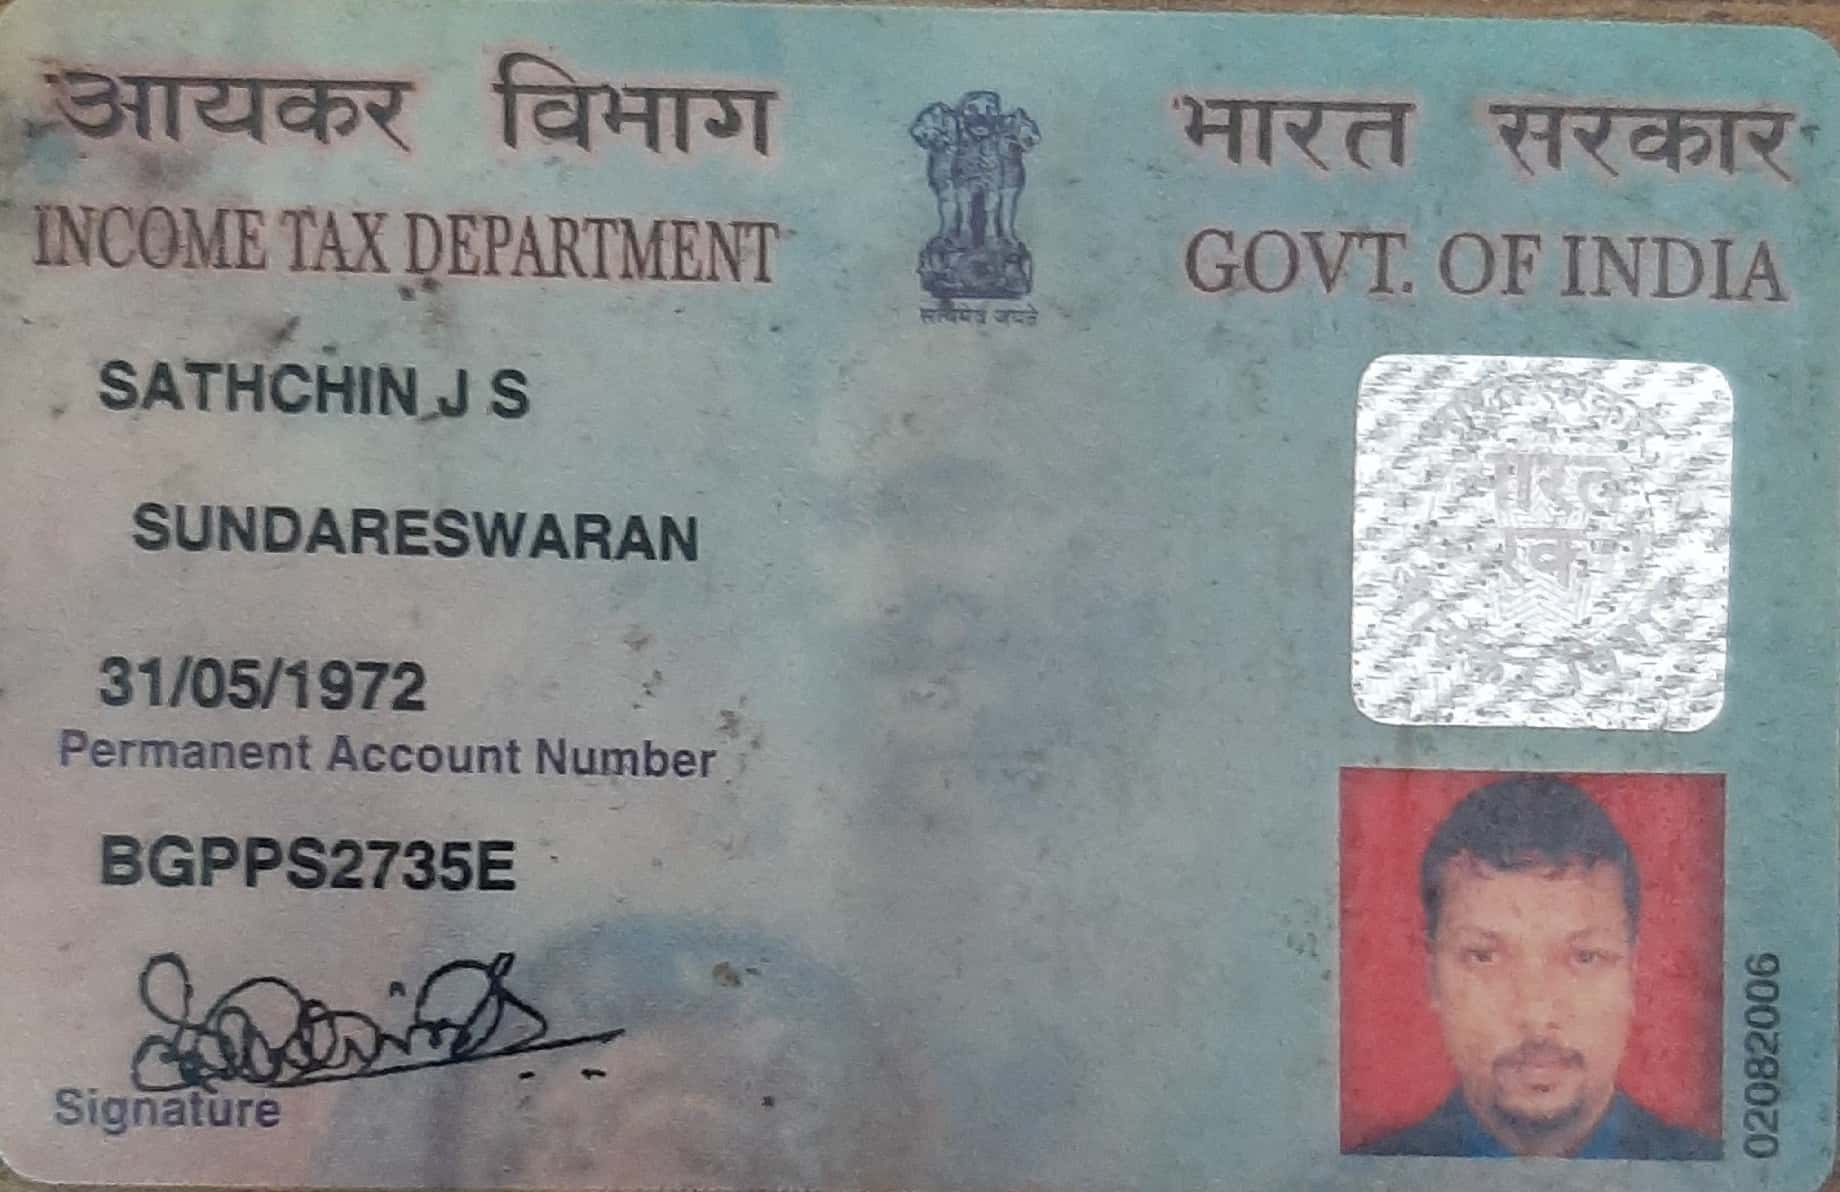 आयकर विभाग
INCOME TAX DEPARTMENT
भारत सरकार
GOVT. OF INDIA
सत्यमेव जयते
SATHCHIN J S
SUNDARESWARAN
31/05/1972
Permanent Account Number
BGPPS2735E
Signature
02082006